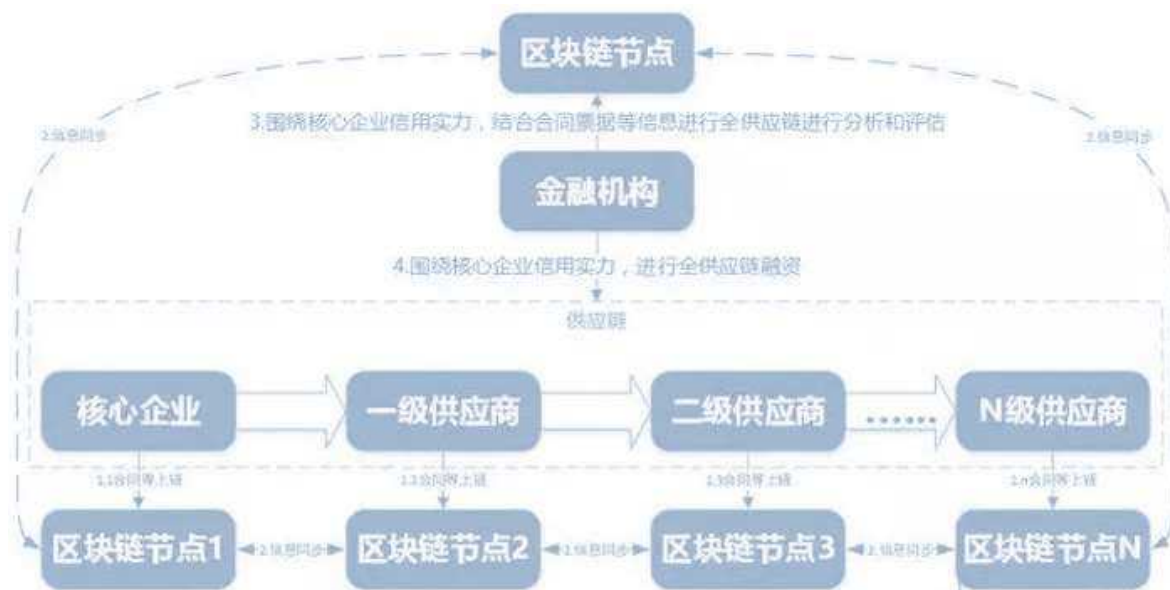 区块链节点
3.围绕核心企业信用实力，结合合同票据等信息进行全供应链进行分析和评估
2.信息同步
2.信息同步
金融机构
4.围绕核心企业信用实力，进行全供应链融资
供应链
核心企业
一级供应商
二级供应商
......
N级供应商
1.1合同等上链
1.2合同等上链
1.3合同等上链
1.n合同等上链
区块链节点1
2.信息同步
区块链节点2
2.信息同步
区块链节点3
2.信息同步
区块链节点N